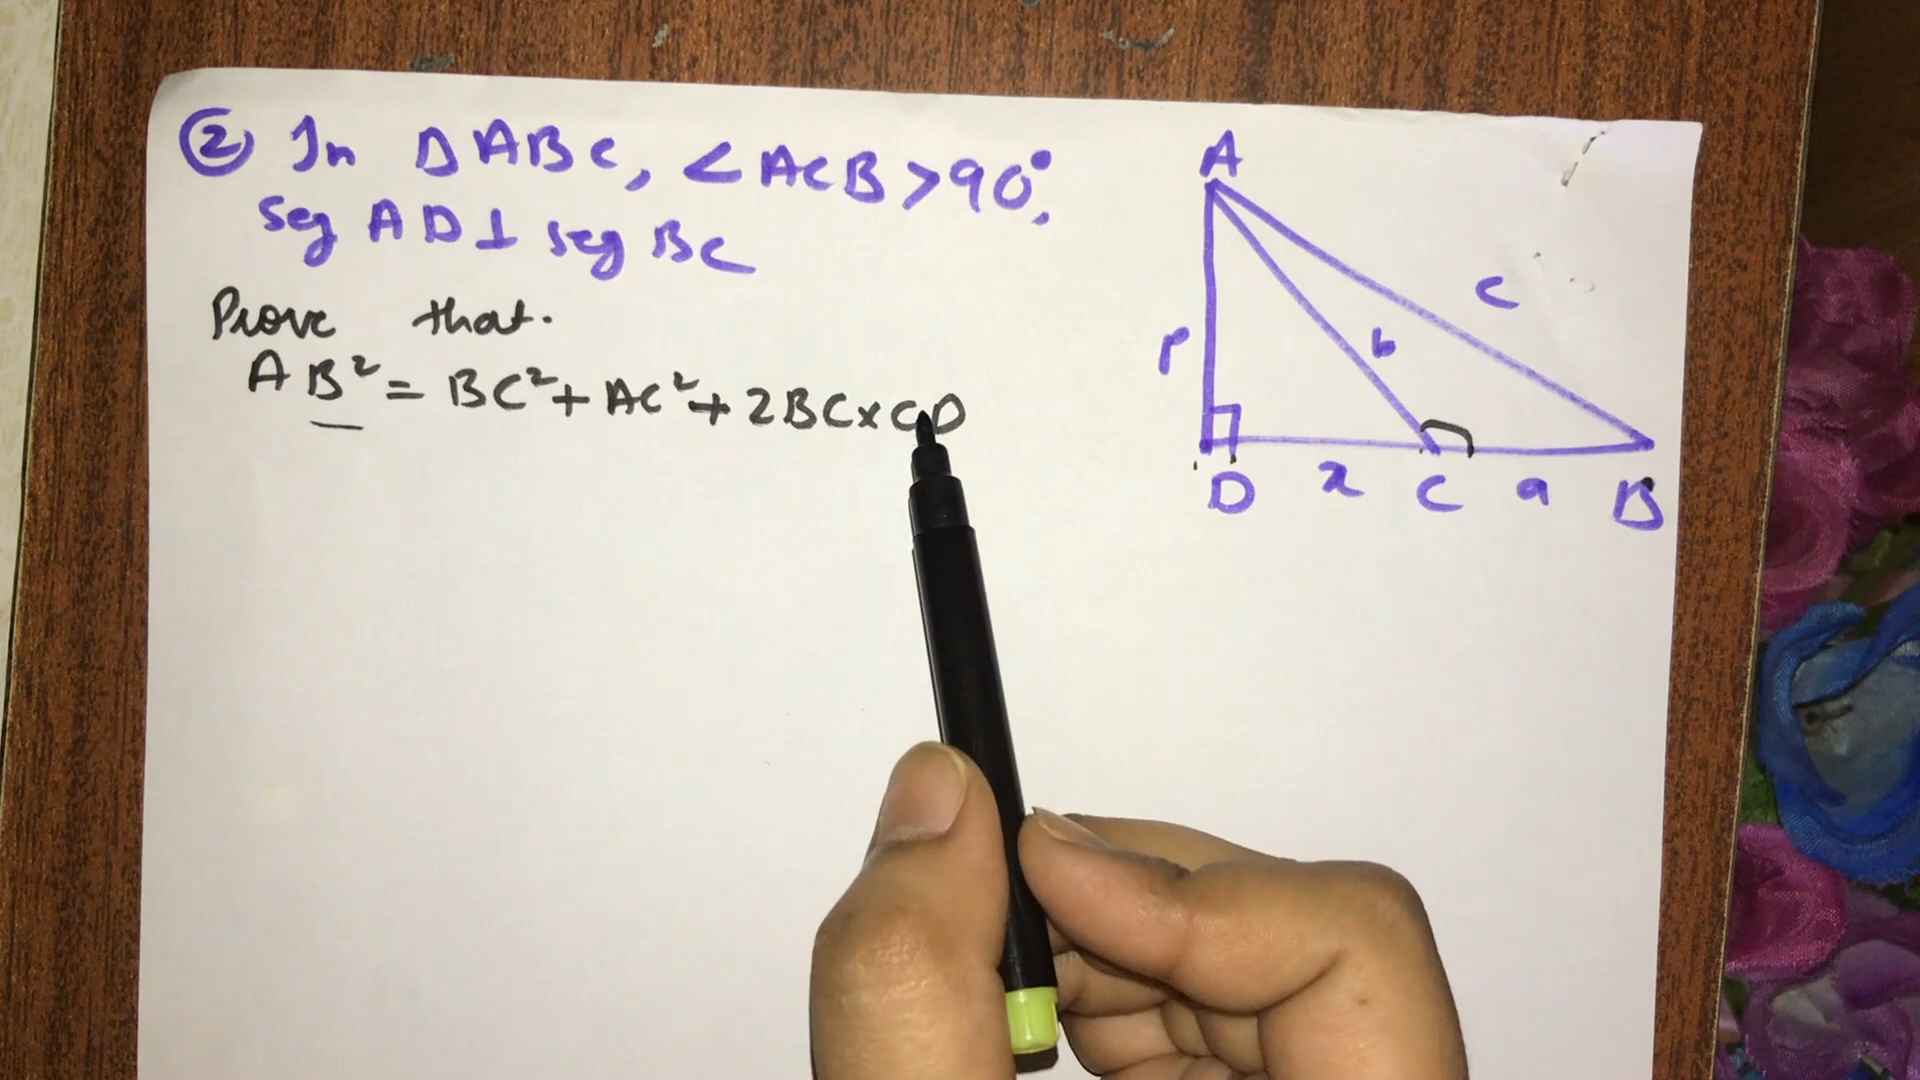 ② In ΔABC, <ACB>90°.
seg AD⊥ seg BC
Prove that.
AB²=BC²+AC²+2BC×CD
A
c
P
b
D x C a B